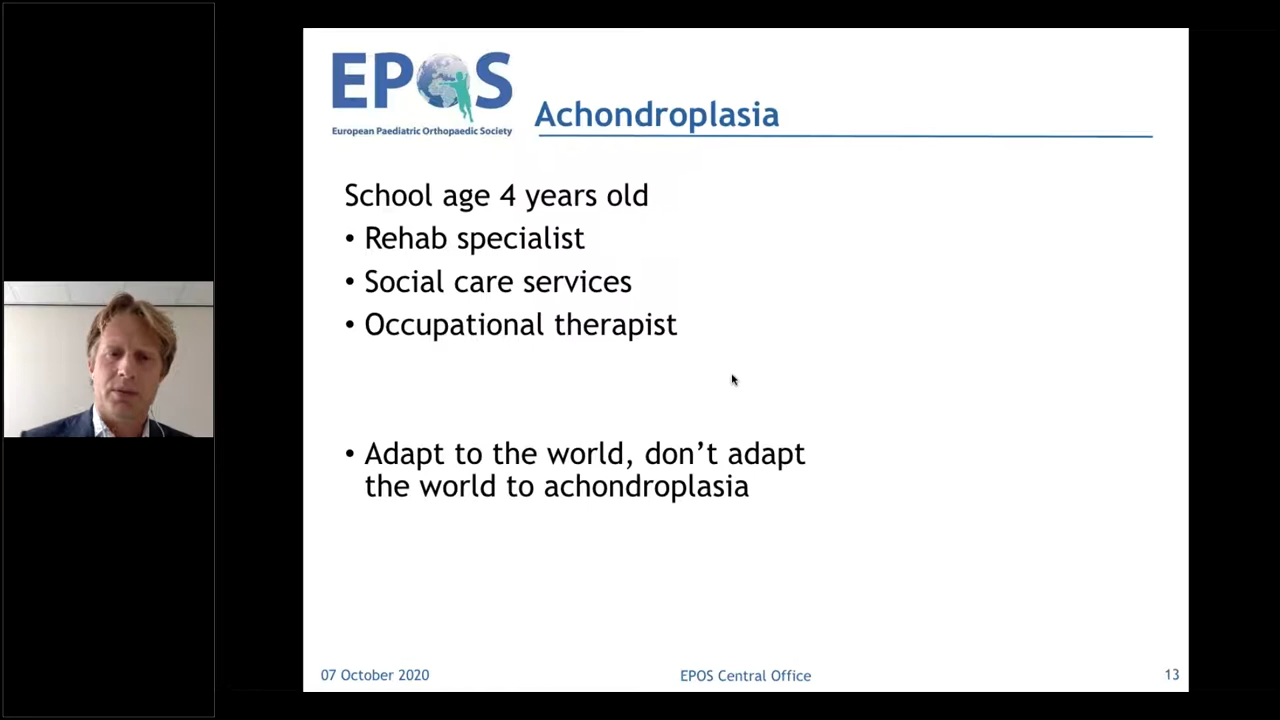 EPOS
European Paediatric Orthopaedic Society
Achondroplasia
School age 4 years old
• Rehab specialist
• Social care services
• Occupational therapist
• Adapt to the world, don’t adapt
the world to achondroplasia
07 October 2020
EPOS Central Office
13